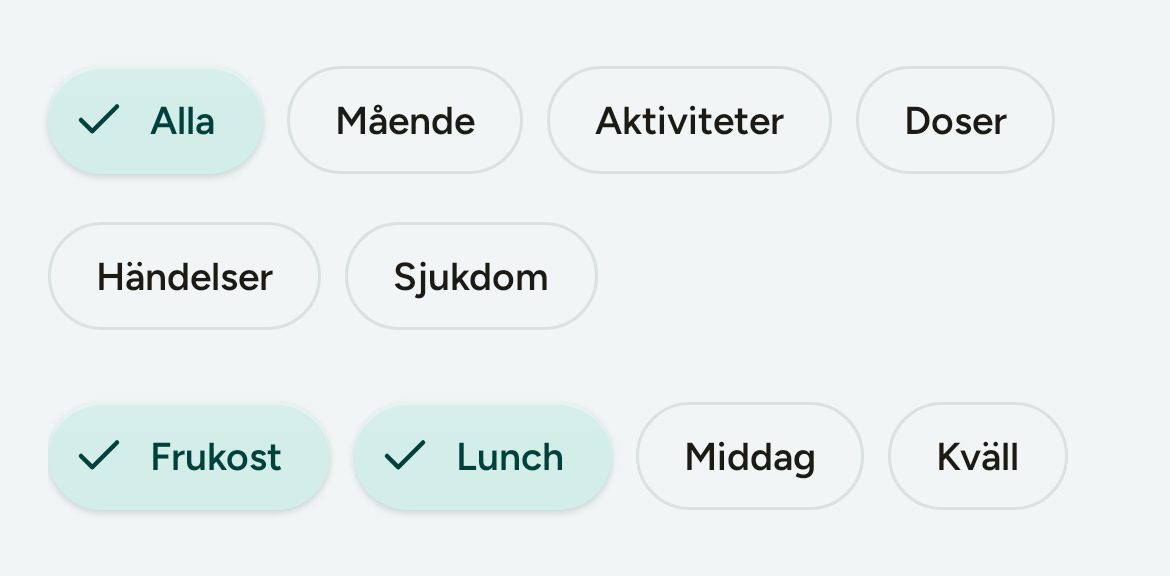 Alla Mående Aktiviteter Doser
Händelser Sjukdom
Frukost Lunch Middag Kväll